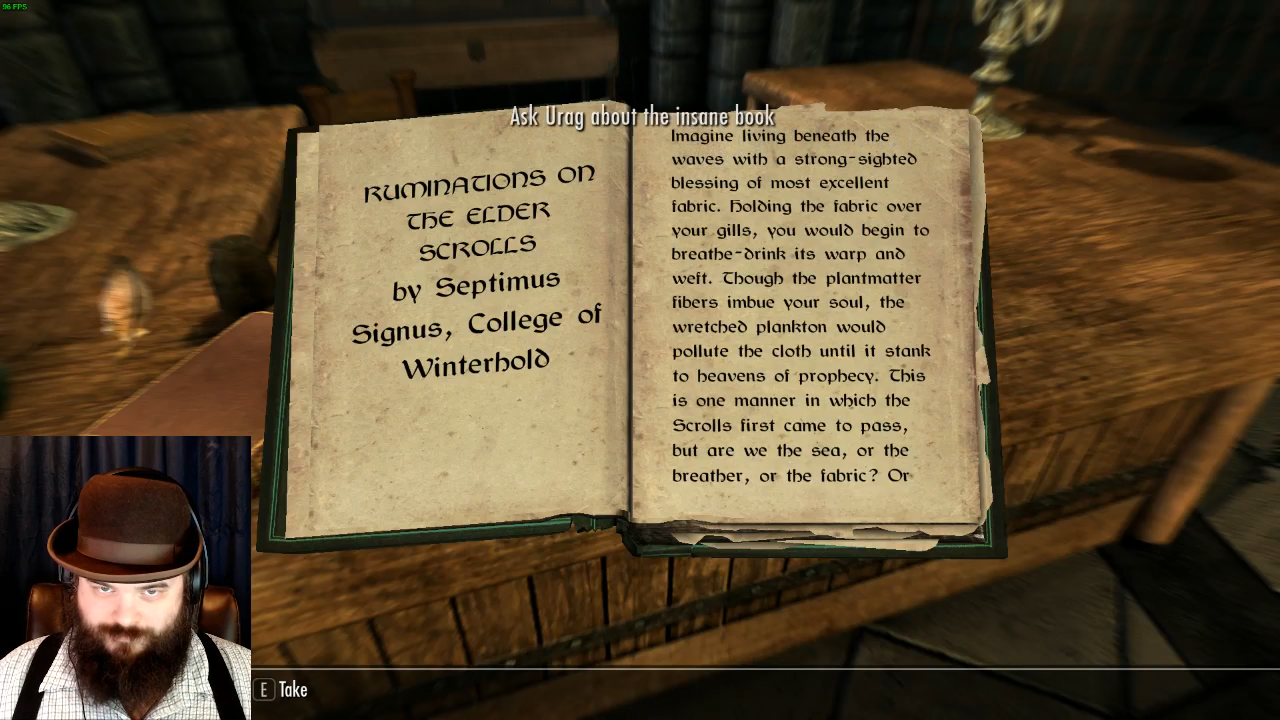 96 FPS
Ask Urag about the insane book
RUMINATIONS ON
THE ELDER
SCROLLS
by Septimus
Signus, College of
Winterhold
Imagine living beneath the
waves with a strong-sighted
blessing of most excellent
fabric. Holding the fabric over
your gills, you would begin to
breathe-drink its warp and
weft. Though the plantmatter
fibers imbue your soul, the
wretched plankton would
pollute the cloth until it stank
to heavens of prophecy. This
is one manner in which the
Scrolls first came to pass,
but are we the sea, or the
breather, or the fabric? Or
E Take